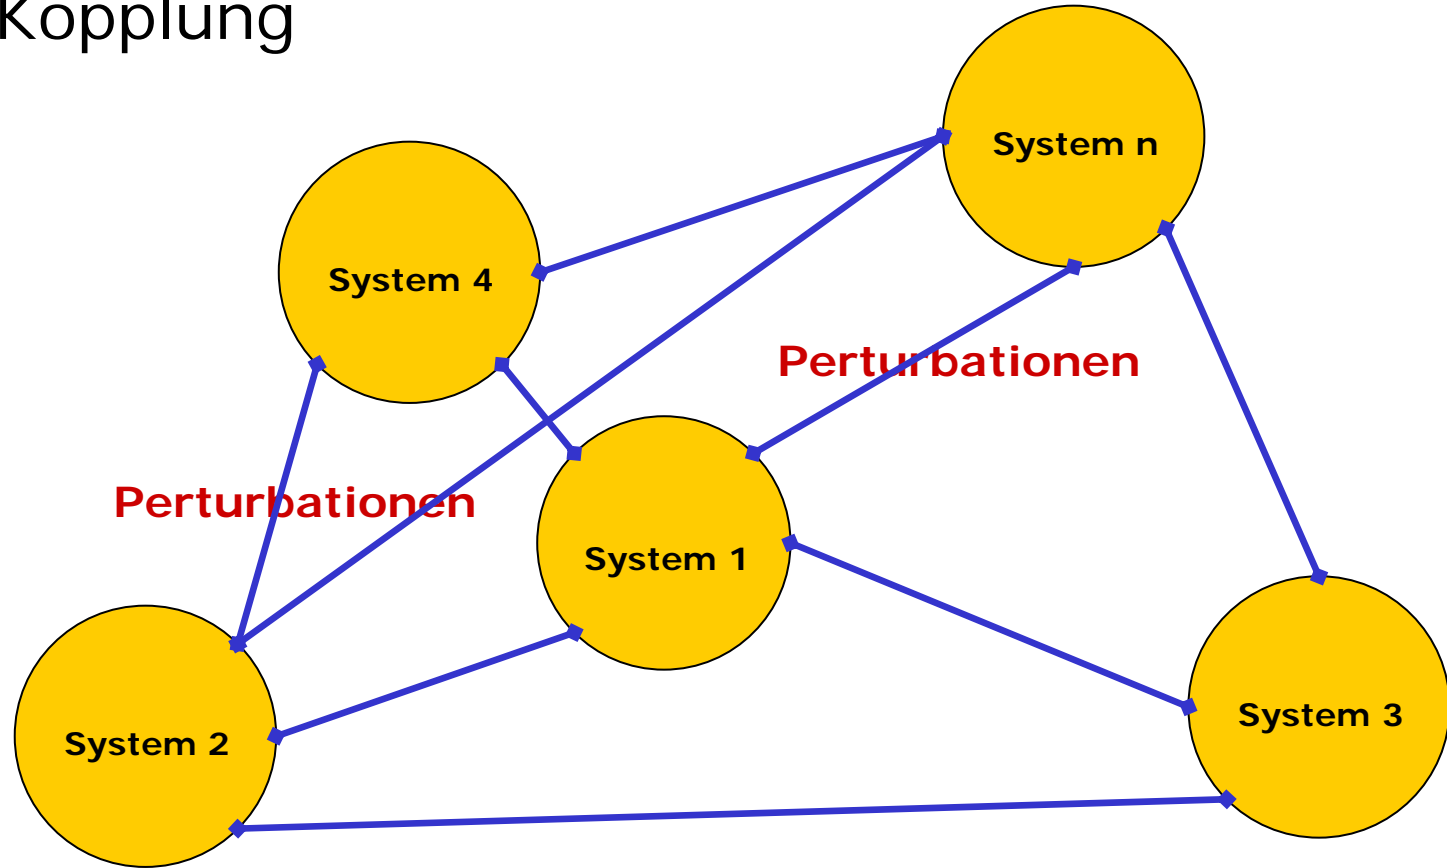 Kopplung
System n
System 4
Perturbationen
Perturbationen
System 1
System 3
System 2